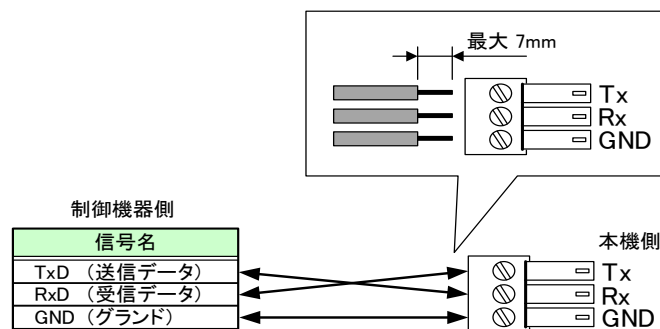 最大 7mm
Tx
Rx
GND
制御機器側
信号名
TxD (送信データ)
RxD (受信データ)
GND (グランド)
本機側
Tx
Rx
GND